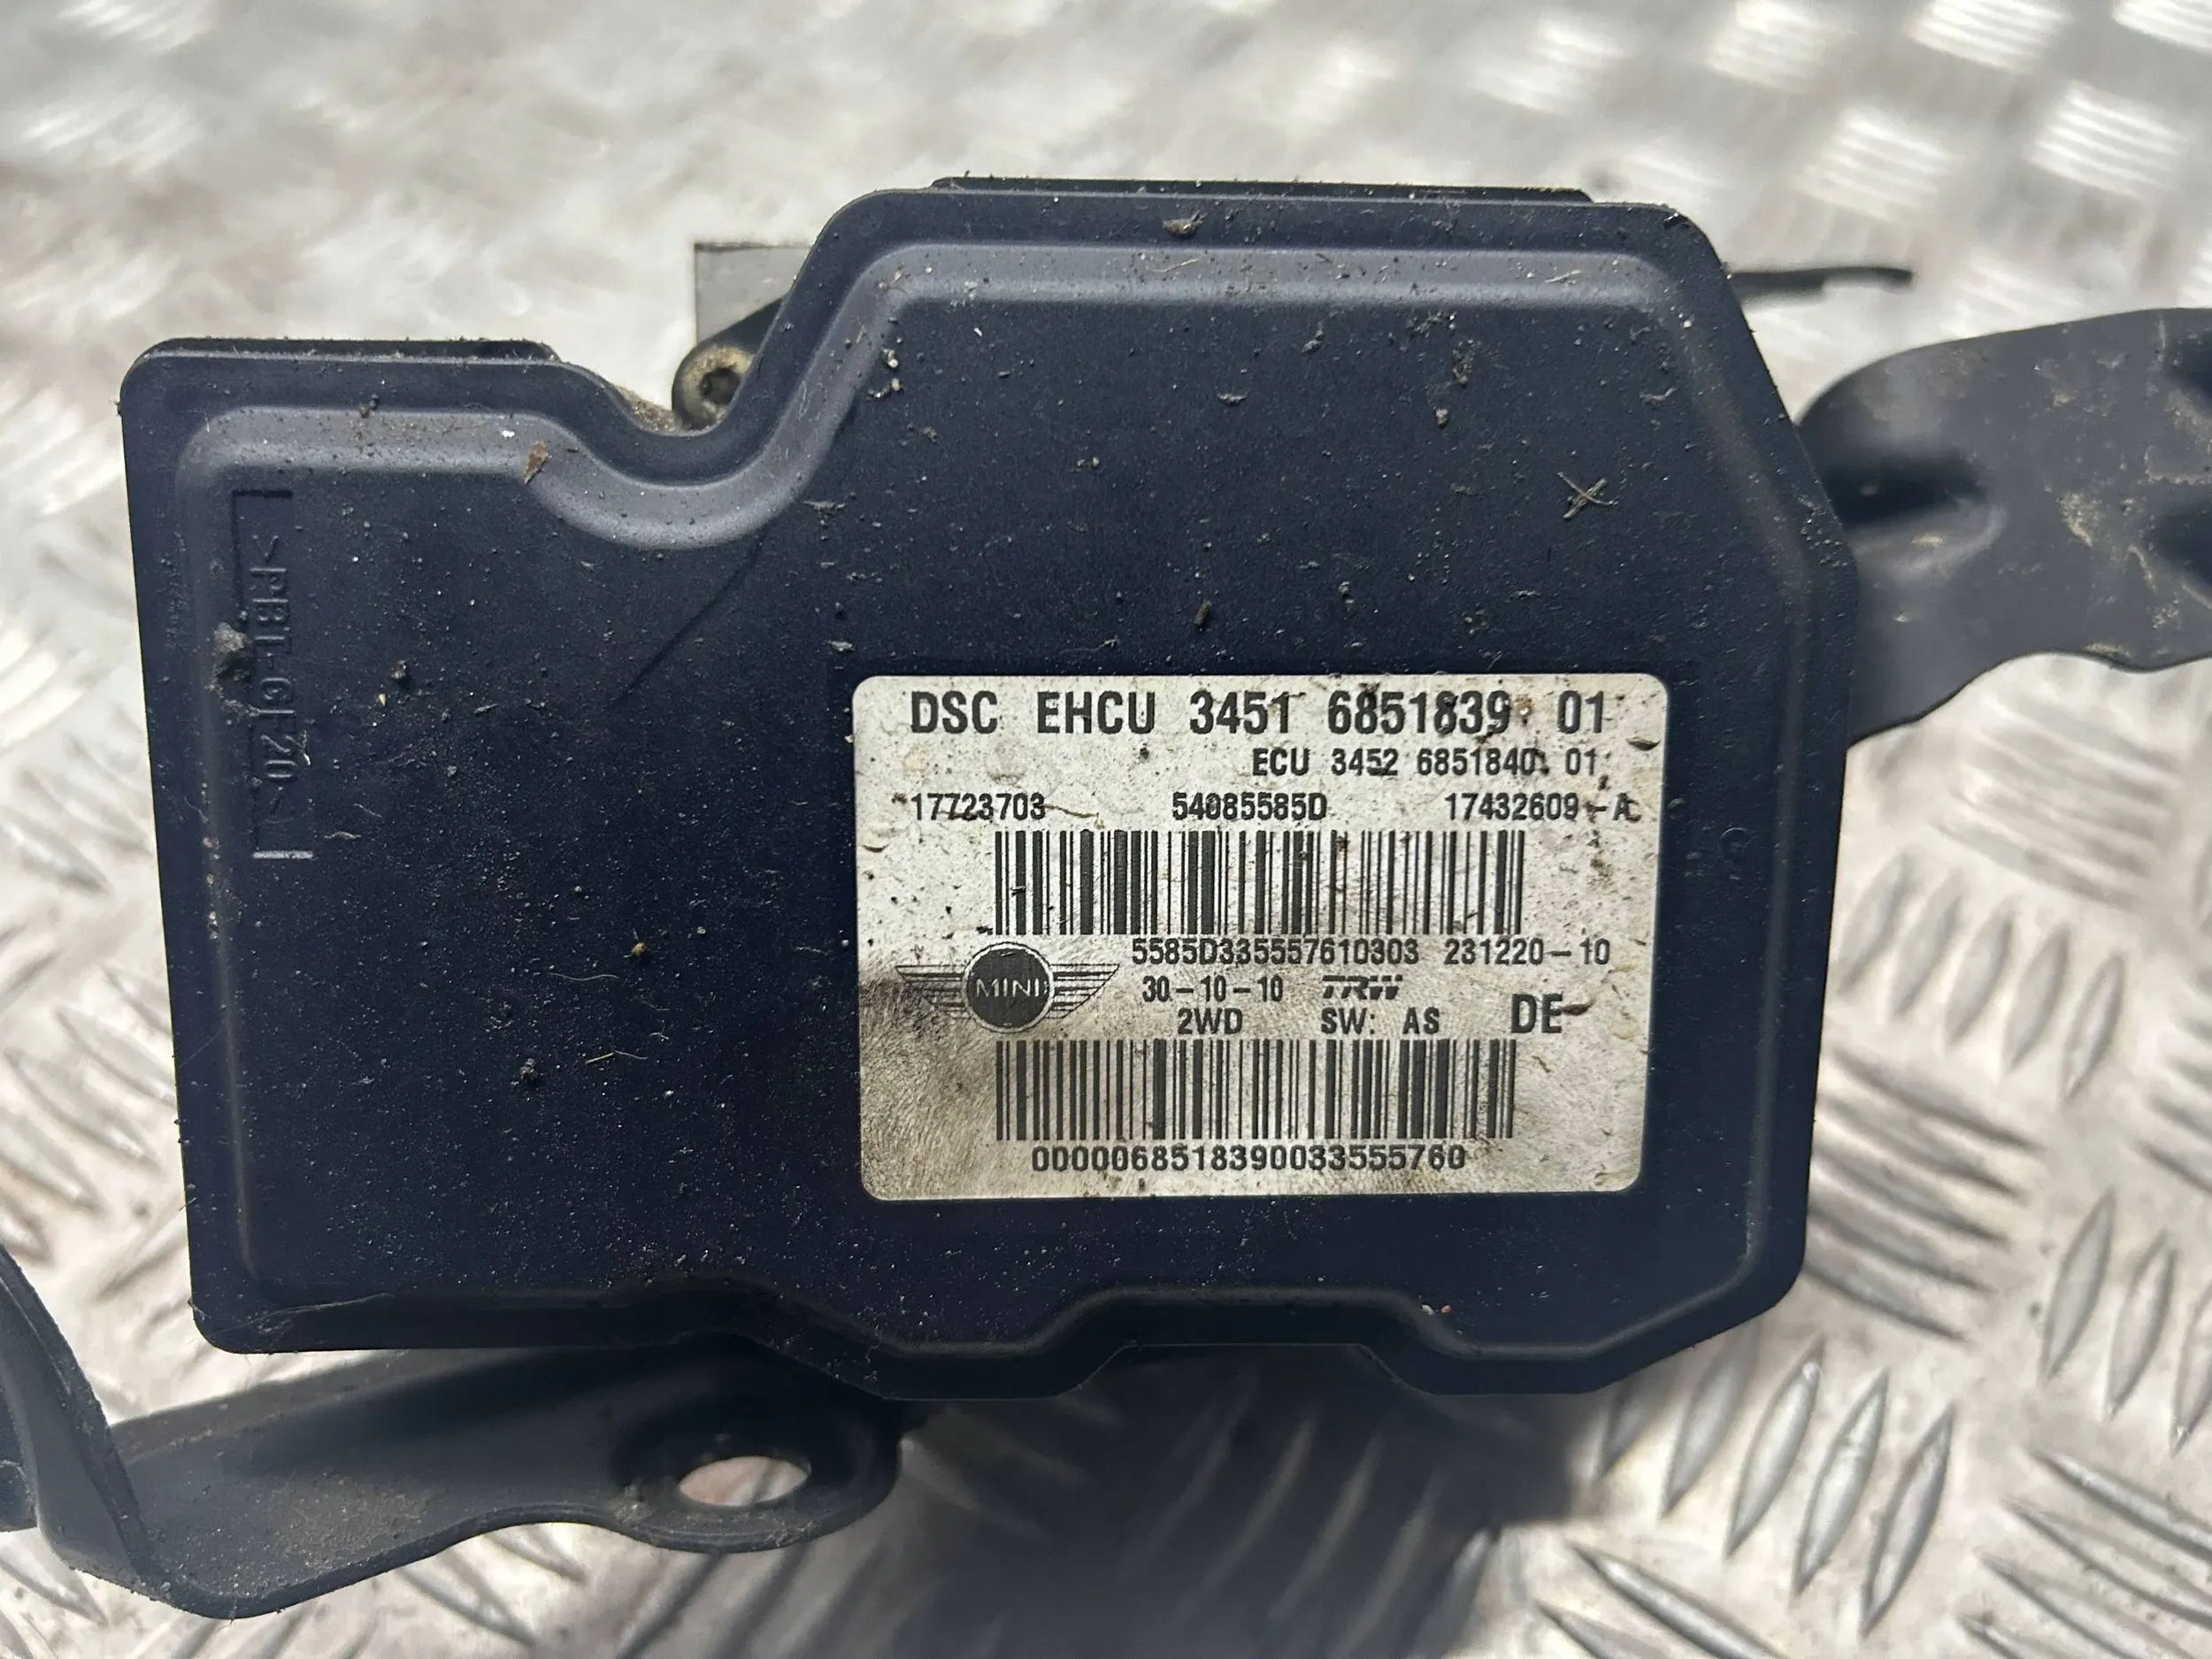 >PBT-GF20<
DSC EHCU 3451 6851839 01
ECU 3452 6851840 01
17723703 54085585D 17432609-A
5585D335557610303 231220-10
MINI 30-10-10 TRW
2WD SW: AS DE
0000068518390033555760